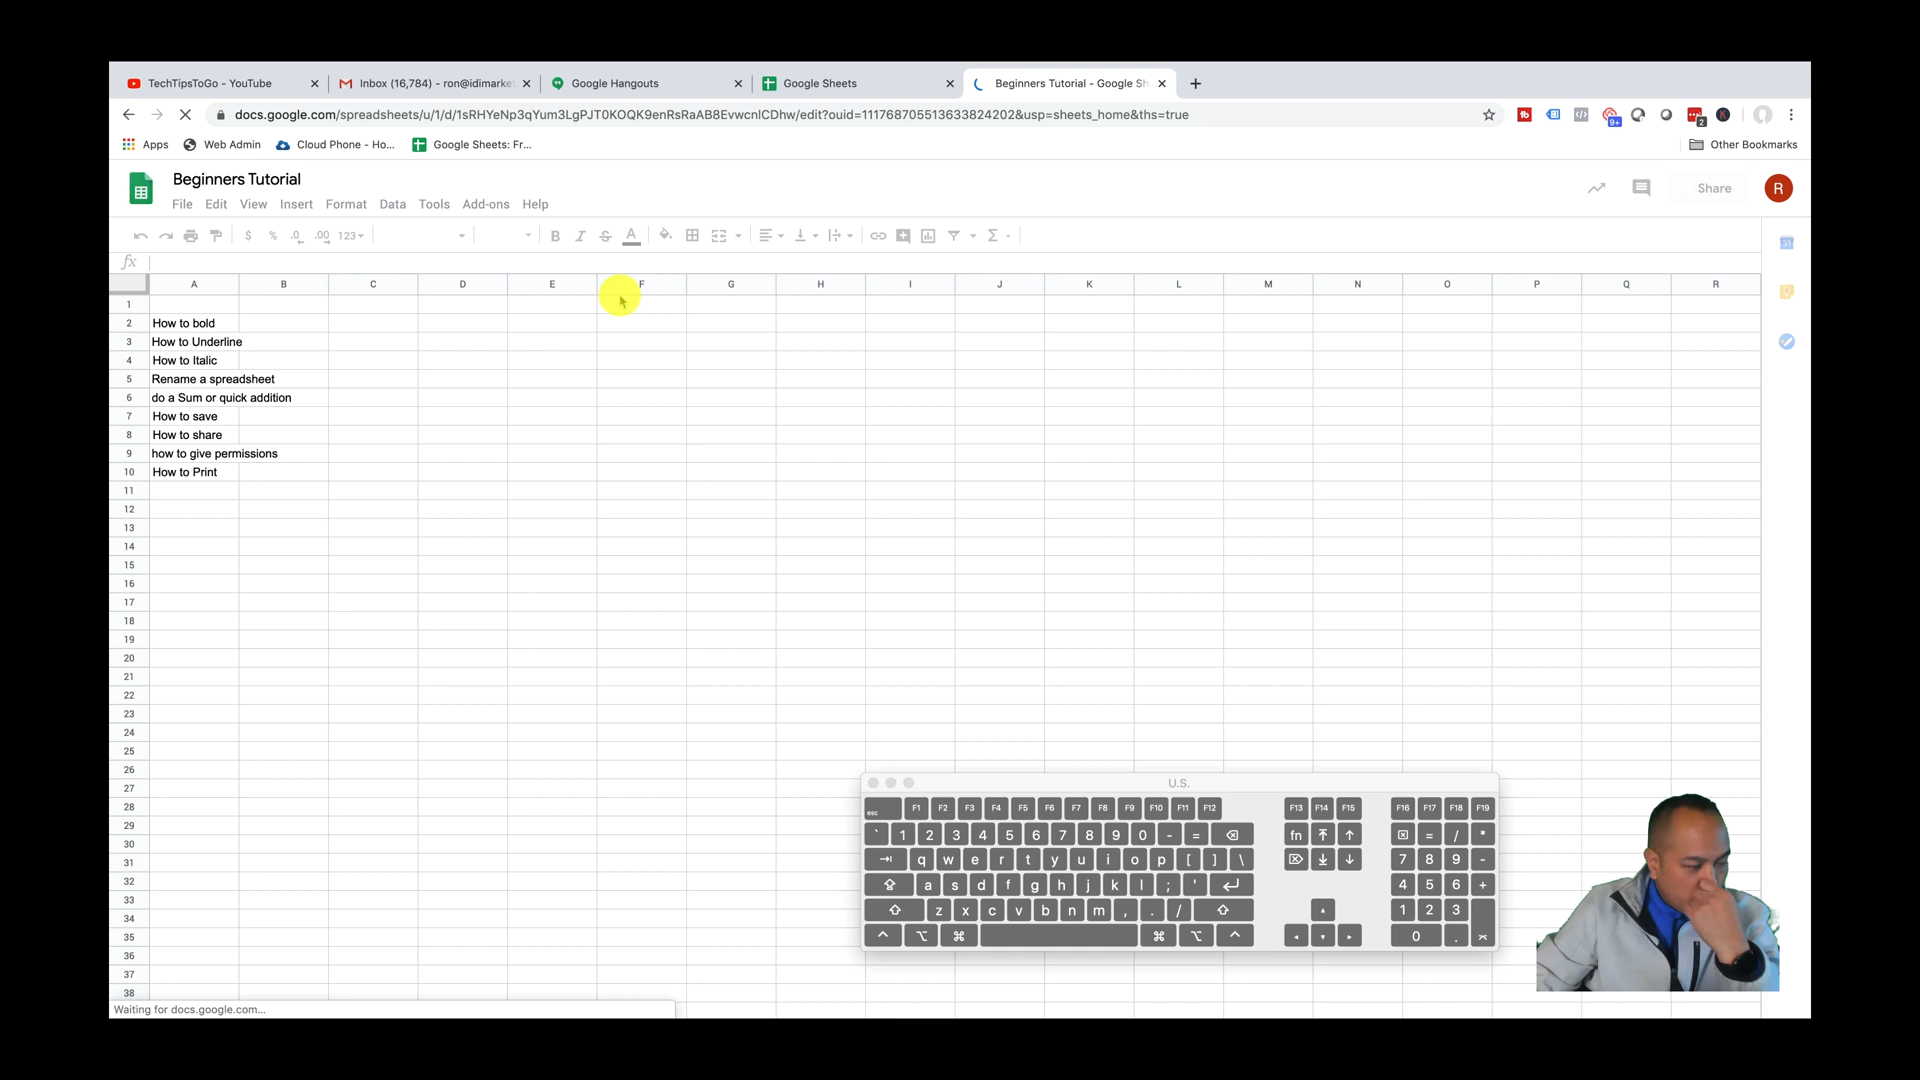 TechTipsToGo - YouTube
Inbox (16,784) - ron@idimarke
Google Hangouts
Google Sheets
Beginners Tutorial - Google Sh
docs.google.com/spreadsheets/u/1/d/1sRHYeNp3qYum3LgPJT0KOQK9enRsRaAB8EvwcnlCDhw/edit?ouid=111768705513633824202&usp=sheets_home&ths=true
9+
2
Apps
Web Admin
Cloud Phone - Ho...
Google Sheets: Fr...
Other Bookmarks
Beginners Tutorial
File Edit View Insert Format Data Tools Add-ons Help
Share
R
$ % .0 .00 123
B I S A
Σ
31
fx
A B C D E F G H I J K L M N O P Q R
1
2 How to bold
3 How to Underline
4 How to Italic
5 Rename a spreadsheet
6 do a Sum or quick addition
7 How to save
8 How to share
9 how to give permissions
10 How to Print
11
12
13
14
15
16
17
18
19
20
21
22
23
24
25
26
27
28
29
30
31
32
33
34
35
36
37
38
U.S.
esc F1 F2 F3 F4 F5 F6 F7 F8 F9 F10 F11 F12 F13 F14 F15 F16 F17 F18 F19
` 1 2 3 4 5 6 7 8 9 0 - = fn = / *
q w e r t y u i o p [ ] \ 7 8 9 -
a s d f g h j k l ; ' 4 5 6 +
z x c v b n m , . / 1 2 3
0 .
Waiting for docs.google.com...